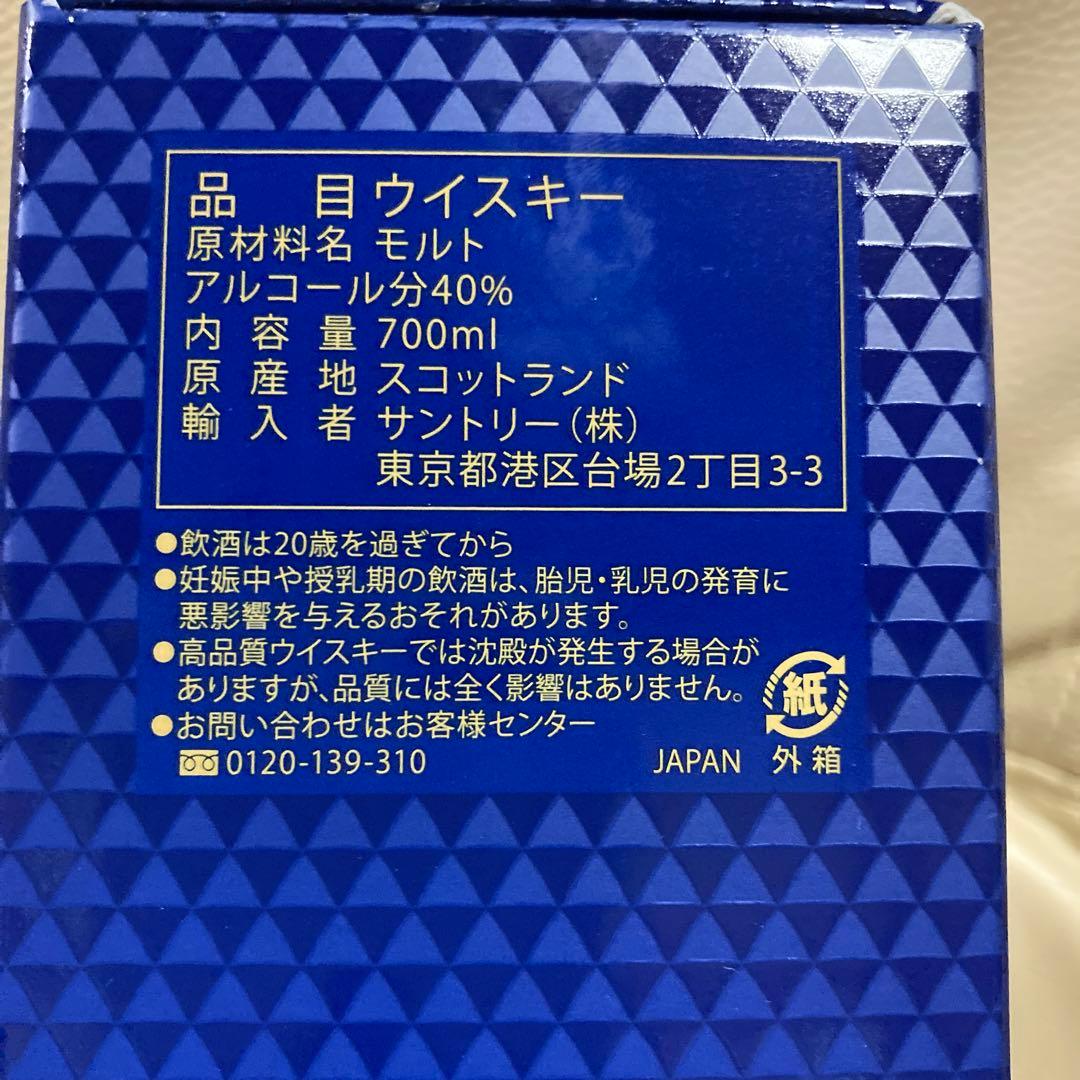 品目 ウイスキー
原材料名 モルト
アルコール分40%
内容量 700ml
原産地 スコットランド
輸入者 サントリー(株)
東京都港区台場2丁目3-3
●飲酒は20歳を過ぎてから
●妊娠中や授乳期の飲酒は、胎児・乳児の発育に
悪影響を与えるおそれがあります。
●高品質ウイスキーでは沈殿が発生する場合が
ありますが、品質には全く影響はありません。
紙
●お問い合わせはお客様センター
0120-139-310
JAPAN 外箱